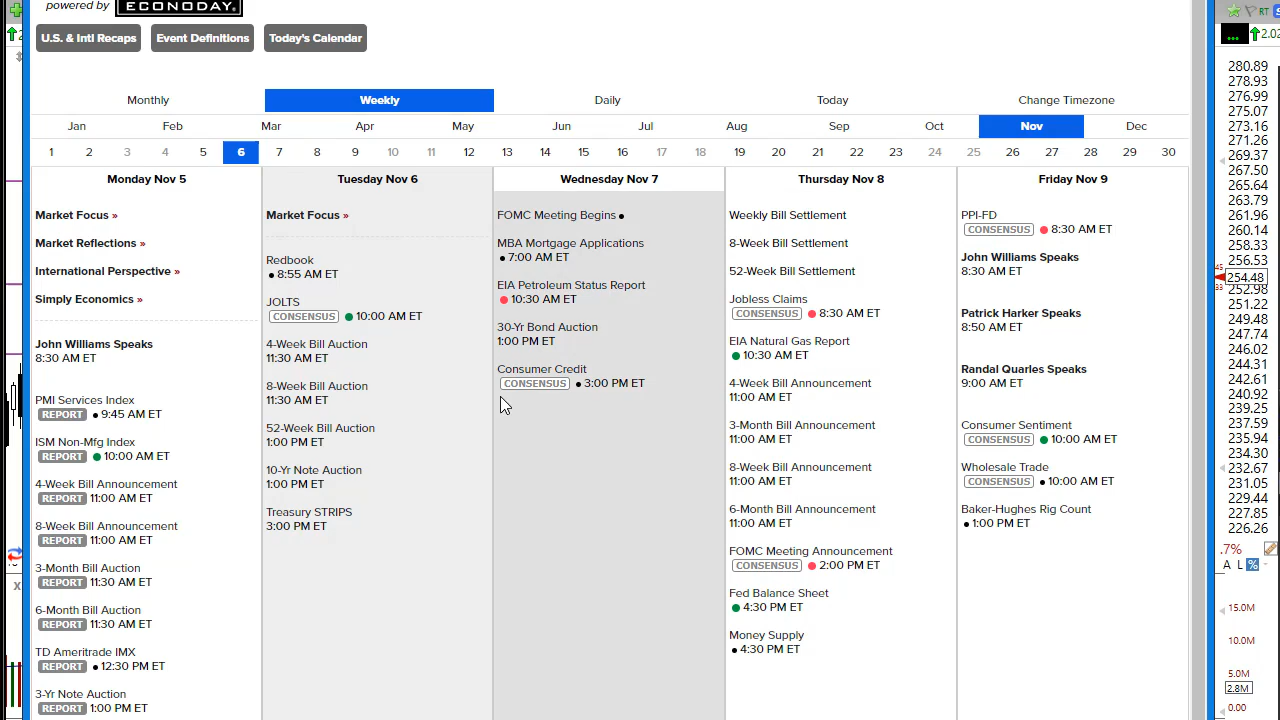 powered by ECONODAY.
U.S. & Intl Recaps Event Definitions Today's Calendar
Monthly Weekly Daily Today Change Timezone
Jan Feb Mar Apr May Jun Jul Aug Sep Oct Nov Dec
1 2 3 4 5 6 7 8 9 10 11 12 13 14 15 16 17 18 19 20 21 22 23 24 25 26 27 28 29 30
Monday Nov 5
Market Focus »
Market Reflections »
International Perspective »
Simply Economics »
John Williams Speaks
8:30 AM ET
PMI Services Index
REPORT ● 9:45 AM ET
ISM Non-Mfg Index
REPORT ● 10:00 AM ET
4-Week Bill Announcement
REPORT 11:00 AM ET
8-Week Bill Announcement
REPORT 11:00 AM ET
3-Month Bill Auction
REPORT 11:30 AM ET
6-Month Bill Auction
REPORT 11:30 AM ET
TD Ameritrade IMX
REPORT ● 12:30 PM ET
3-Yr Note Auction
REPORT 1:00 PM ET
Tuesday Nov 6
Market Focus »
Redbook
● 8:55 AM ET
JOLTS
CONSENSUS ● 10:00 AM ET
4-Week Bill Auction
11:30 AM ET
8-Week Bill Auction
11:30 AM ET
52-Week Bill Auction
1:00 PM ET
10-Yr Note Auction
1:00 PM ET
Treasury STRIPS
3:00 PM ET
Wednesday Nov 7
FOMC Meeting Begins ●
MBA Mortgage Applications
● 7:00 AM ET
EIA Petroleum Status Report
● 10:30 AM ET
30-Yr Bond Auction
1:00 PM ET
Consumer Credit
CONSENSUS ● 3:00 PM ET
Thursday Nov 8
Weekly Bill Settlement
8-Week Bill Settlement
52-Week Bill Settlement
Jobless Claims
CONSENSUS ● 8:30 AM ET
EIA Natural Gas Report
● 10:30 AM ET
4-Week Bill Announcement
11:00 AM ET
3-Month Bill Announcement
11:00 AM ET
8-Week Bill Announcement
11:00 AM ET
6-Month Bill Announcement
11:00 AM ET
FOMC Meeting Announcement
CONSENSUS ● 2:00 PM ET
Fed Balance Sheet
● 4:30 PM ET
Money Supply
● 4:30 PM ET
Friday Nov 9
PPI-FD
CONSENSUS ● 8:30 AM ET
John Williams Speaks
8:30 AM ET
Patrick Harker Speaks
8:50 AM ET
Randal Quarles Speaks
9:00 AM ET
Consumer Sentiment
CONSENSUS ● 10:00 AM ET
Wholesale Trade
CONSENSUS ● 10:00 AM ET
Baker-Hughes Rig Count
● 1:00 PM ET
RT
... 2.02
280.89
278.93
276.99
275.07
273.16
271.26
269.37
267.50
265.64
263.79
261.96
260.14
258.33
256.53
254.48
252.98
251.22
249.48
247.74
246.02
244.31
242.61
240.92
239.25
237.59
235.94
234.30
232.67
231.05
229.44
227.85
226.26
.7%
A L %
15.0M
10.0M
5.0M
2.8M
0.00